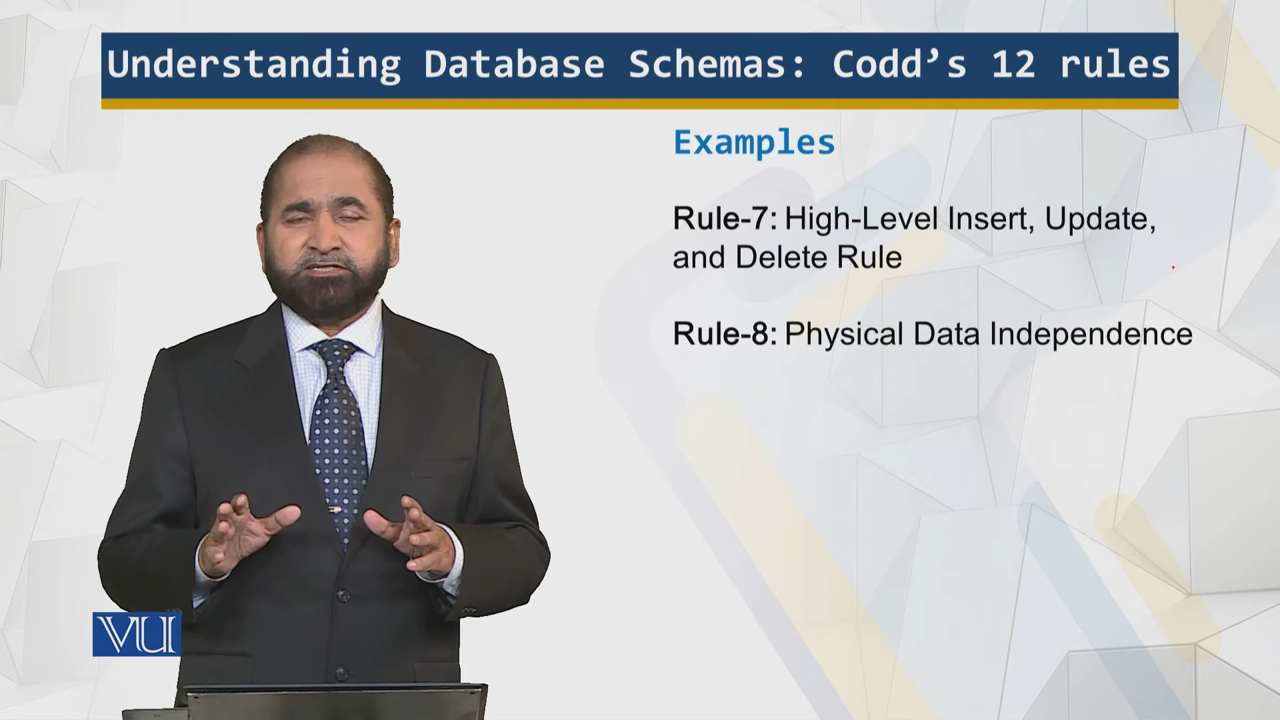 Understanding Database Schemas: Codd’s 12 rules
Examples
Rule-7: High-Level Insert, Update,
and Delete Rule
Rule-8: Physical Data Independence
VU